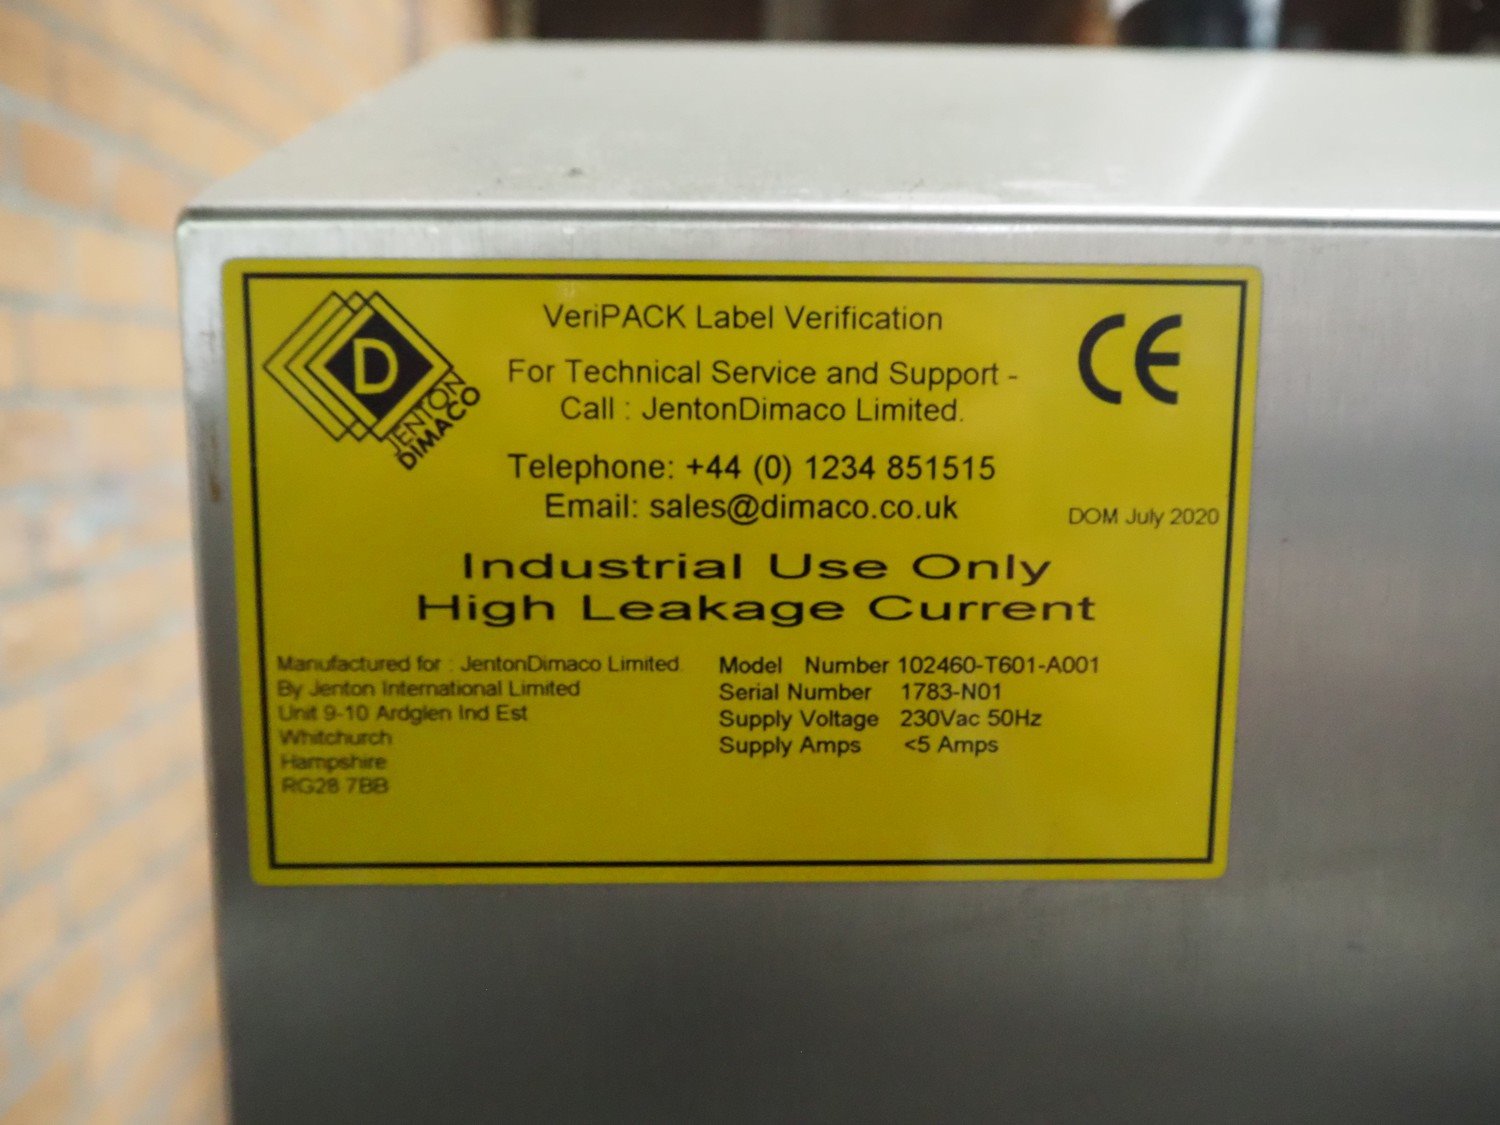 D
JENTON
DIMACO
VeriPACK Label Verification
For Technical Service and Support -
Call : JentonDimaco Limited.
CE
Telephone: +44 (0) 1234 851515
Email: sales@dimaco.co.uk
DOM July 2020
Industrial Use Only
High Leakage Current
Manufactured for : JentonDimaco Limited.
By Jenton International Limited
Unit 9-10 Ardglen Ind Est
Whitchurch
Hampshire
RG28 7BB
Model Number 102460-T601-A001
Serial Number 1783-N01
Supply Voltage 230Vac 50Hz
Supply Amps <5 Amps